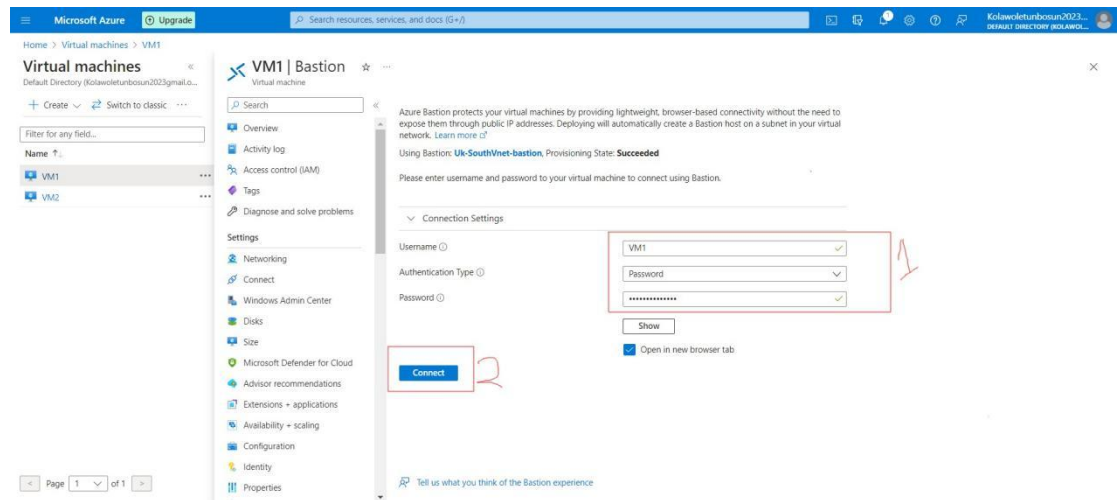 Microsoft Azure
Upgrade
Search resources, services, and docs (G+/)
1
Kolawoletunbosun2023...
DEFAULT DIRECTORY (KOLAWOL...
Home > Virtual machines > VM1
Virtual machines
Default Directory (Kolawoletunbosun2023gmail.o...
+ Create
Switch to classic
...
Filter for any field...
Name ↑↓
VM1
...
VM2
...
< Page 1 of 1 >
VM1 | Bastion
...
Virtual machine
Search
Overview
Activity log
Access control (IAM)
Tags
Diagnose and solve problems
Settings
Networking
Connect
Windows Admin Center
Disks
Size
Microsoft Defender for Cloud
Advisor recommendations
Extensions + applications
Availability + scaling
Configuration
Identity
Properties
Azure Bastion protects your virtual machines by providing lightweight, browser-based connectivity without the need to
expose them through public IP addresses. Deploying will automatically create a Bastion host on a subnet in your virtual
network. Learn more
Using Bastion: Uk-SouthVnet-bastion, Provisioning State: Succeeded
Please enter username and password to your virtual machine to connect using Bastion.
Connection Settings
Username
VM1
Authentication Type
Password
Password
••••••••••••••
1
Show
Open in new browser tab
Connect
2
Tell us what you think of the Bastion experience